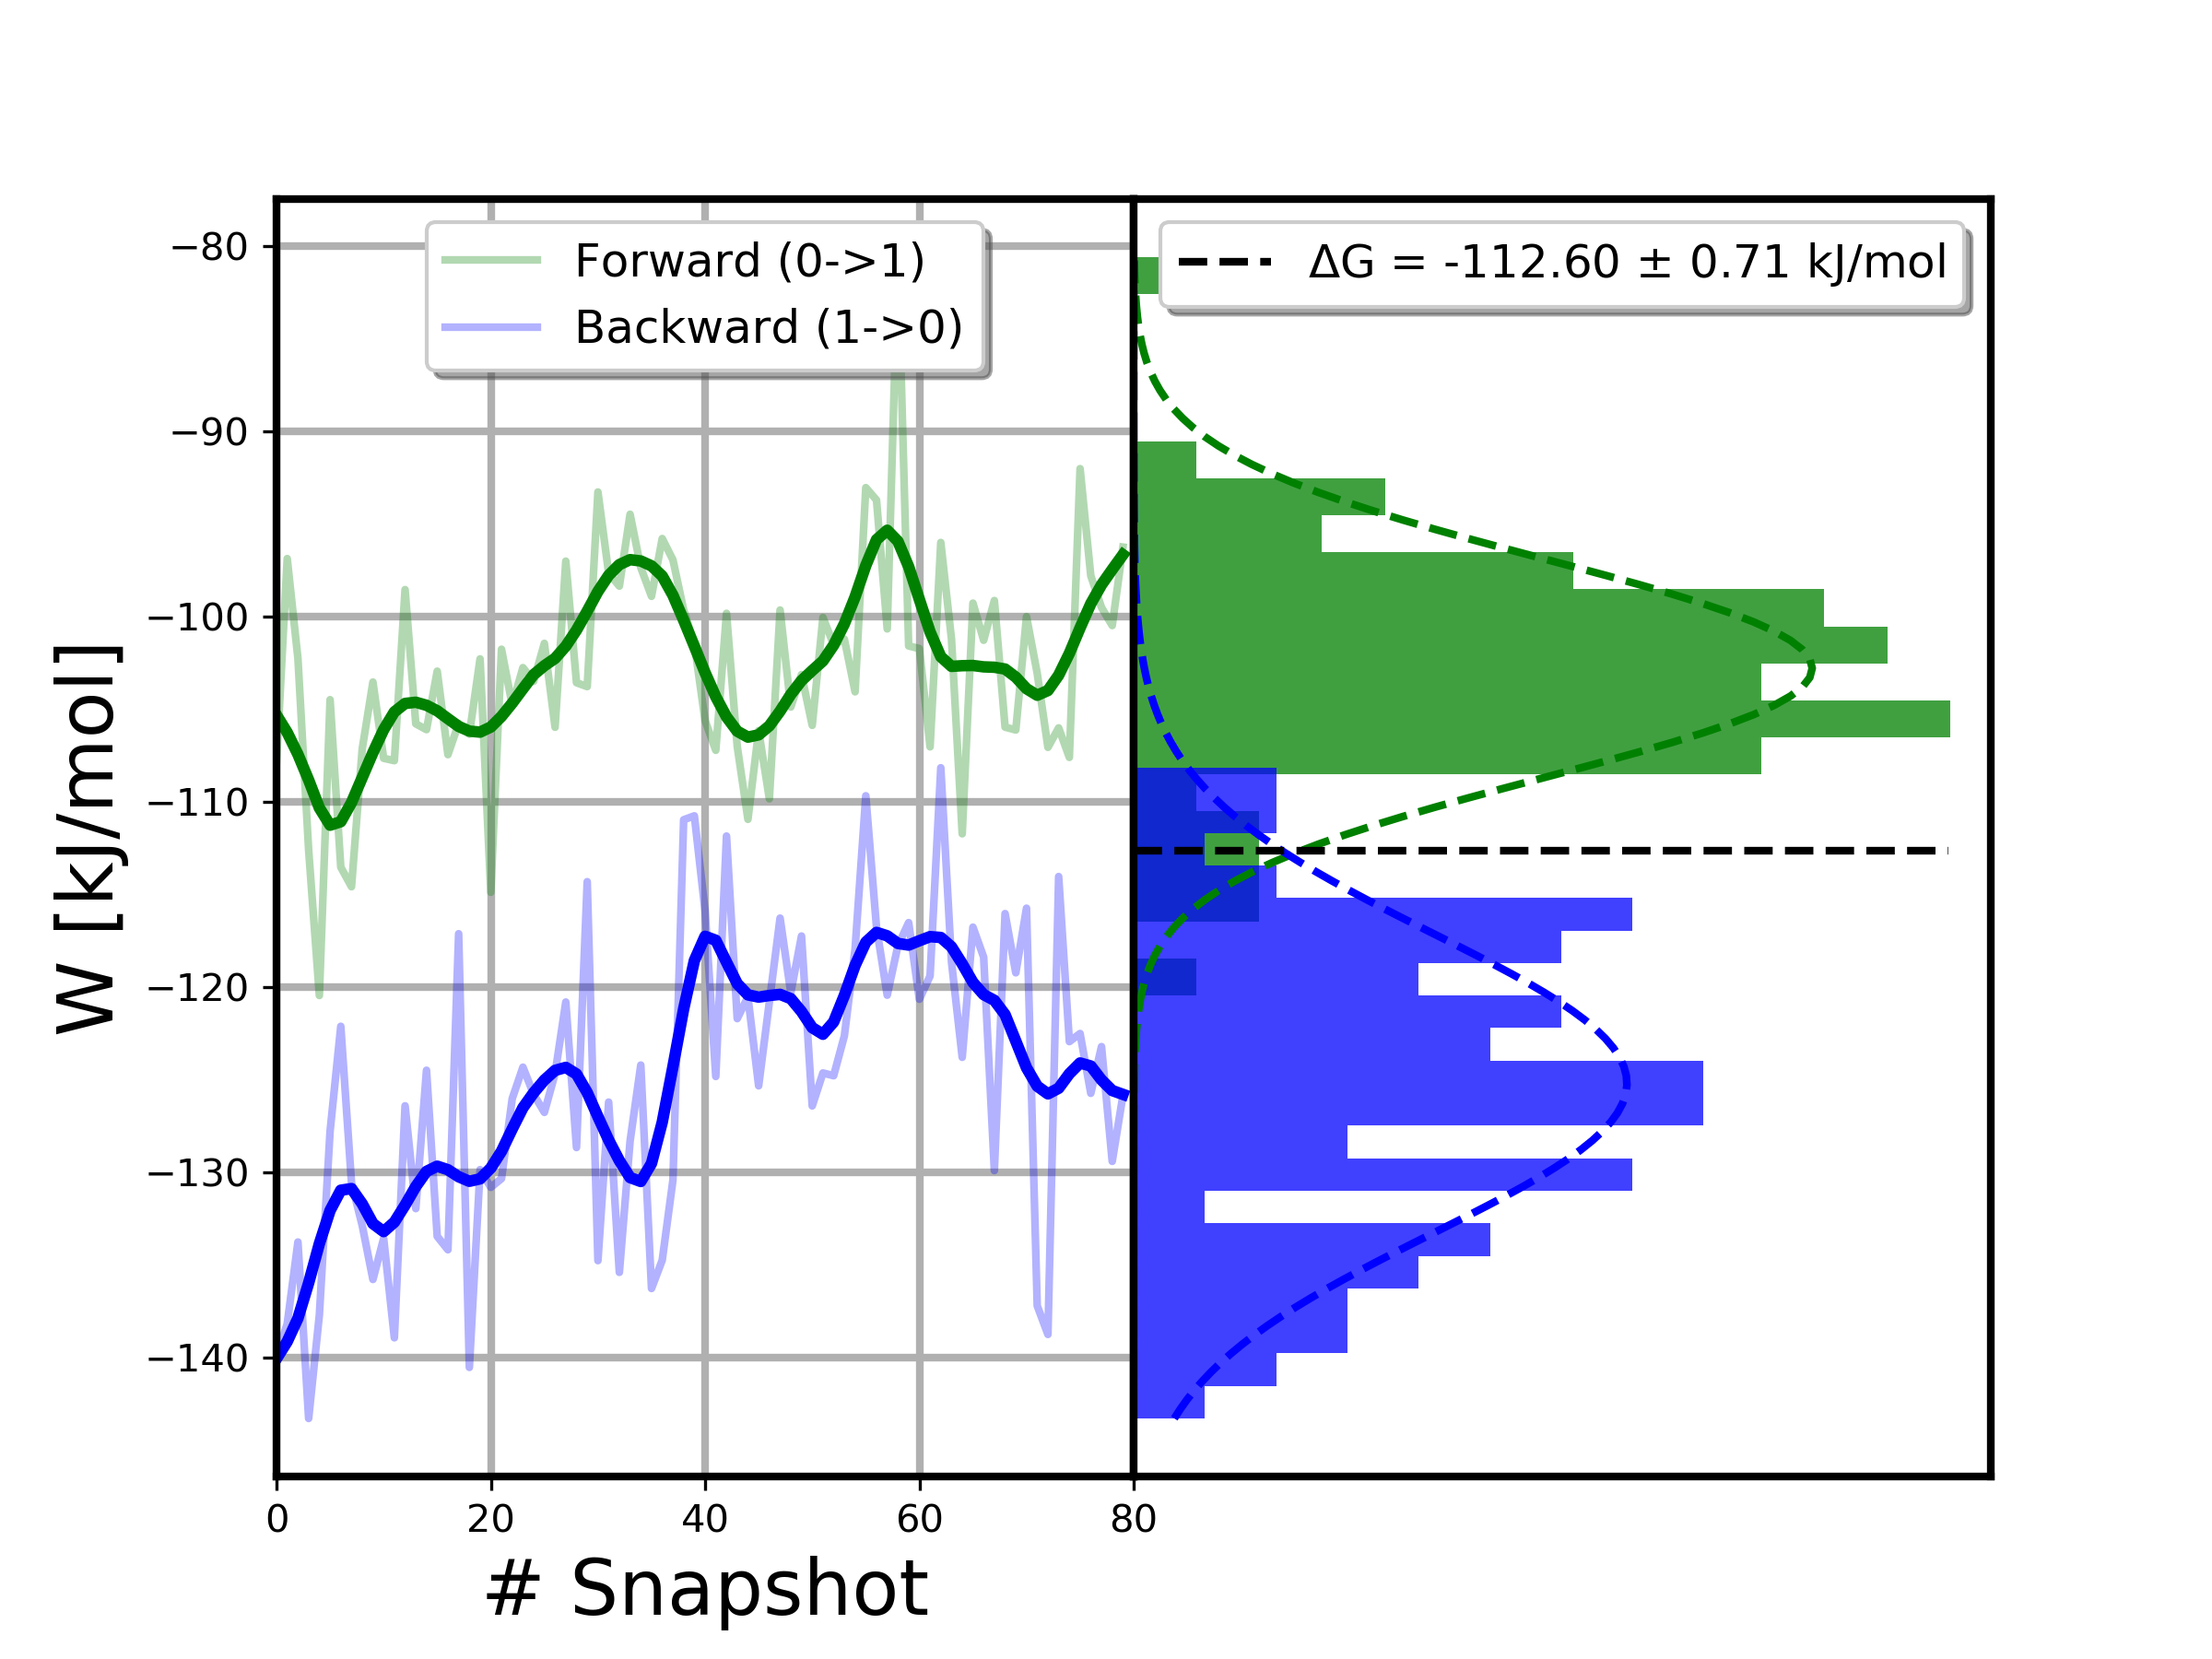 Forward (0->1)
Backward (1->0)
ΔG = -112.60 ± 0.71 kJ/mol
W [kJ/mol]
−80
−90
−100
−110
−120
−130
−140
0 20 40 60 80
# Snapshot